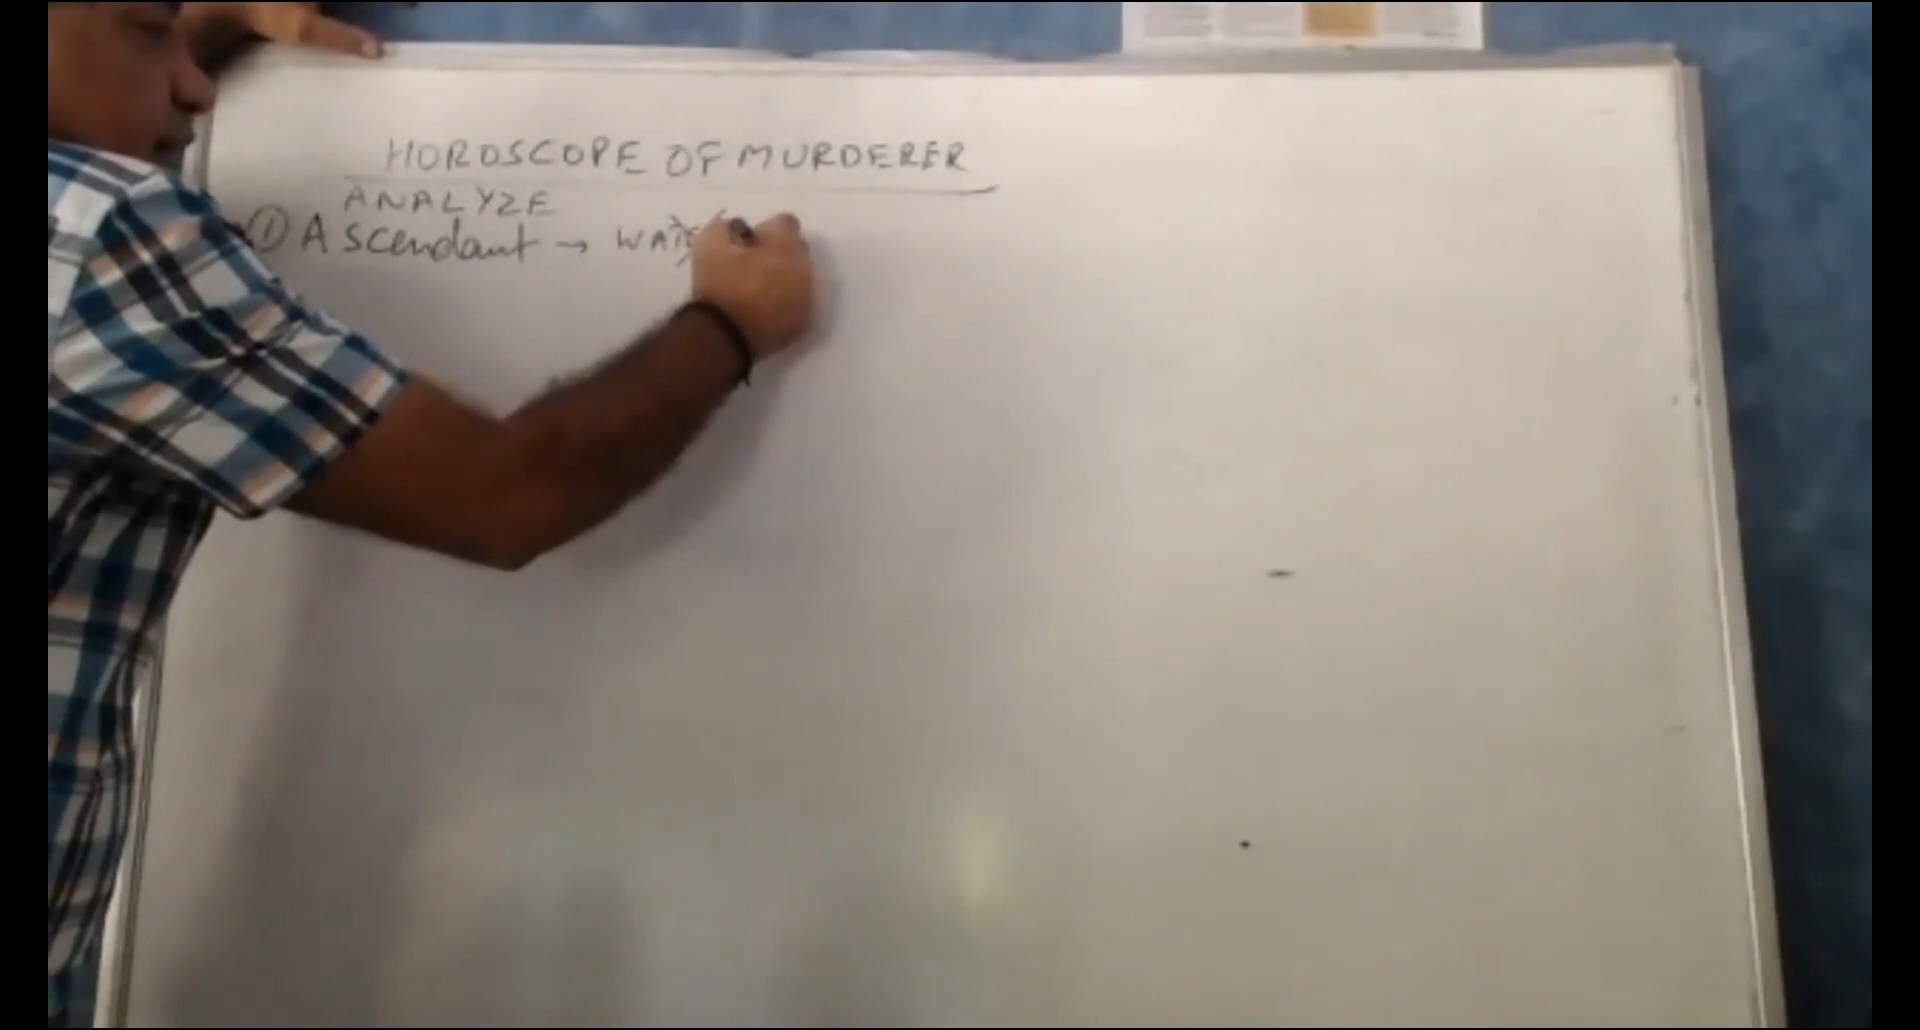 HOROSCOPE OF MURDERER
ANALYZE
① Ascendant →